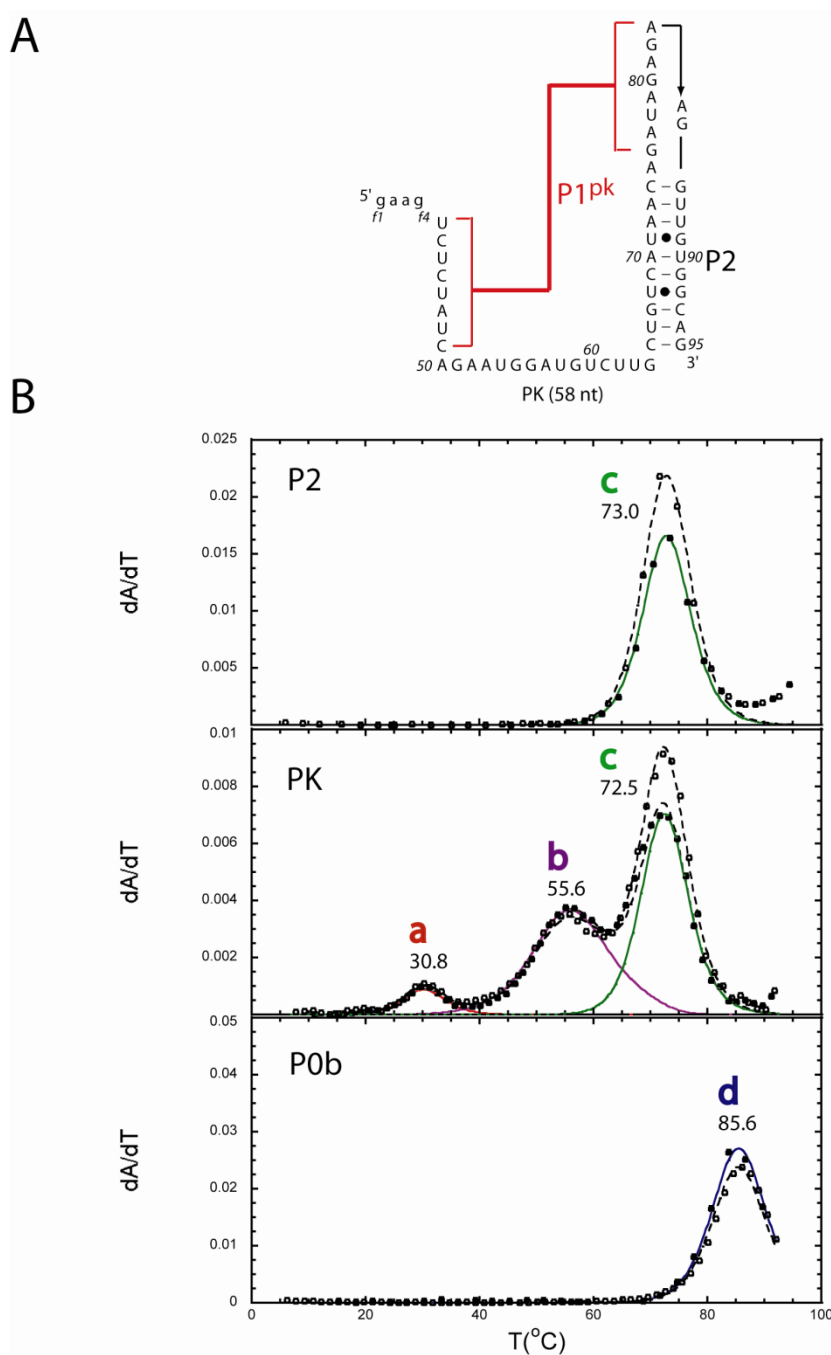 A
A
G
A
80 G
A
U
A
G
A
C
A
A
U
70 A
C
U
G
U
C
A
G
G
U
U
G
U 90
G
G
C
A
G 95
3'
P2
P1pk
5' g a a g
f1 f4
U
C
U
C
U
A
U
C
60
50 A G A A U G G A U G U C U U G
PK (58 nt)
B
0.025
0.02
0.015
0.01
0.005
dA/dT
P2
c
73.0
0.01
0.008
0.006
0.004
0.002
dA/dT
PK
a
30.8
b
55.6
c
72.5
0.05
0.04
0.03
0.02
0.01
0
dA/dT
P0b
d
85.6
0 20 40 60 80 100
T(°C)